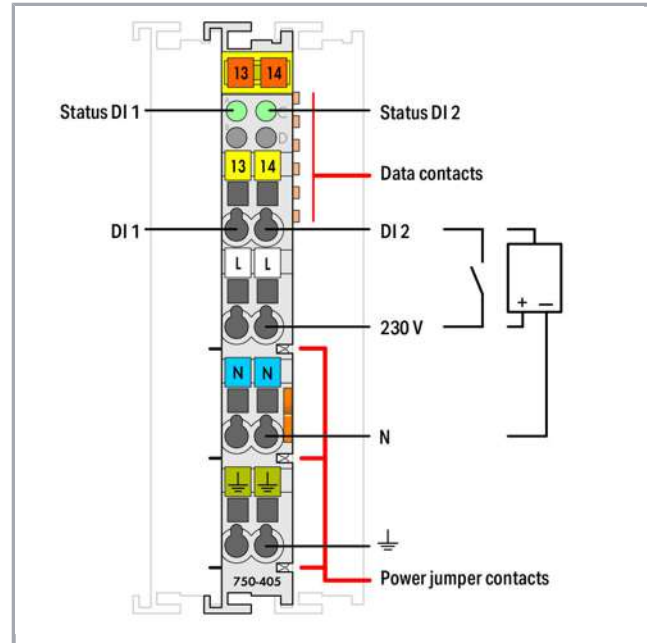 13 14
Status DI 1
Status DI 2
A C
D
13 14
Data contacts
DI 1
DI 2
L L
+ —
230 V
N N
N
750-405
Power jumper contacts